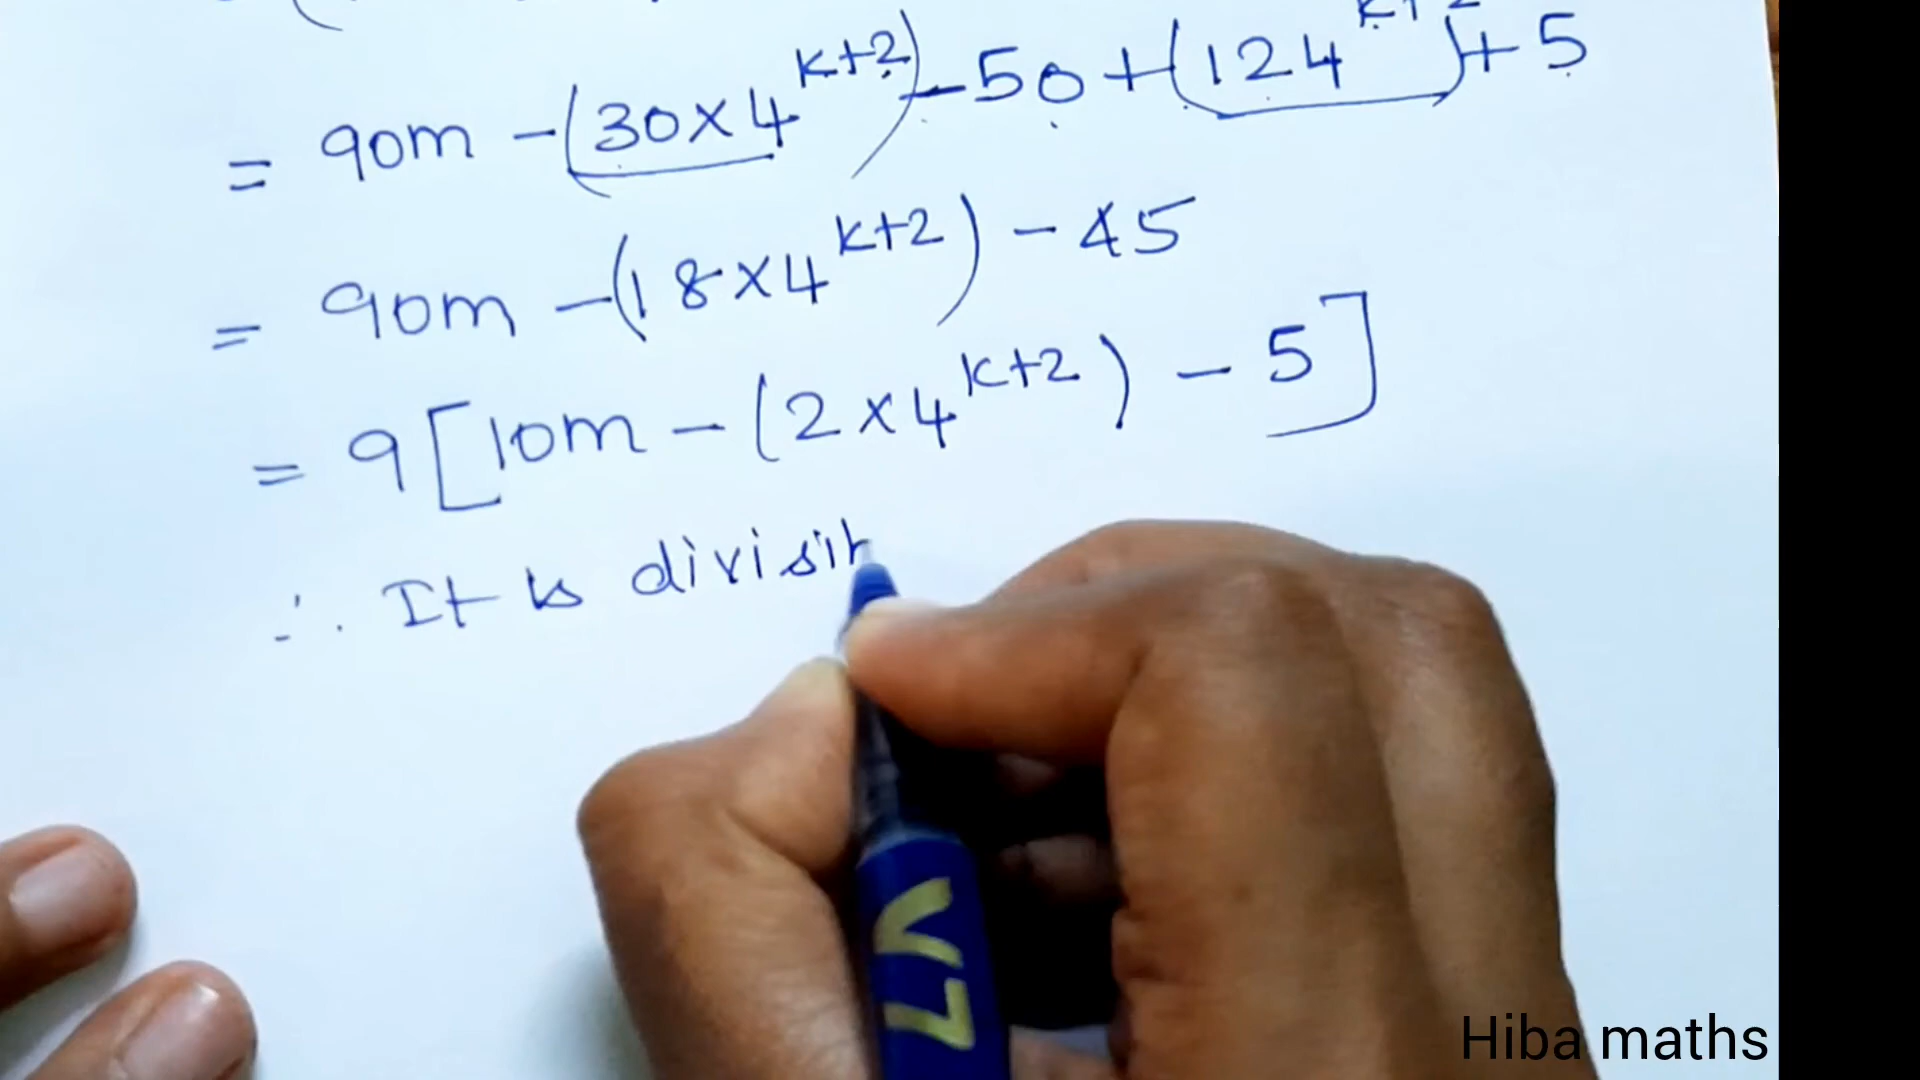 = 90m - (30×4^{k+2}) - 50 + (124^{k+2}) + 5
= 90m - (18×4^{k+2}) - 45
= 9[10m - (2×4^{k+2}) - 5]
∴ It is divisib
V7
Hiba maths